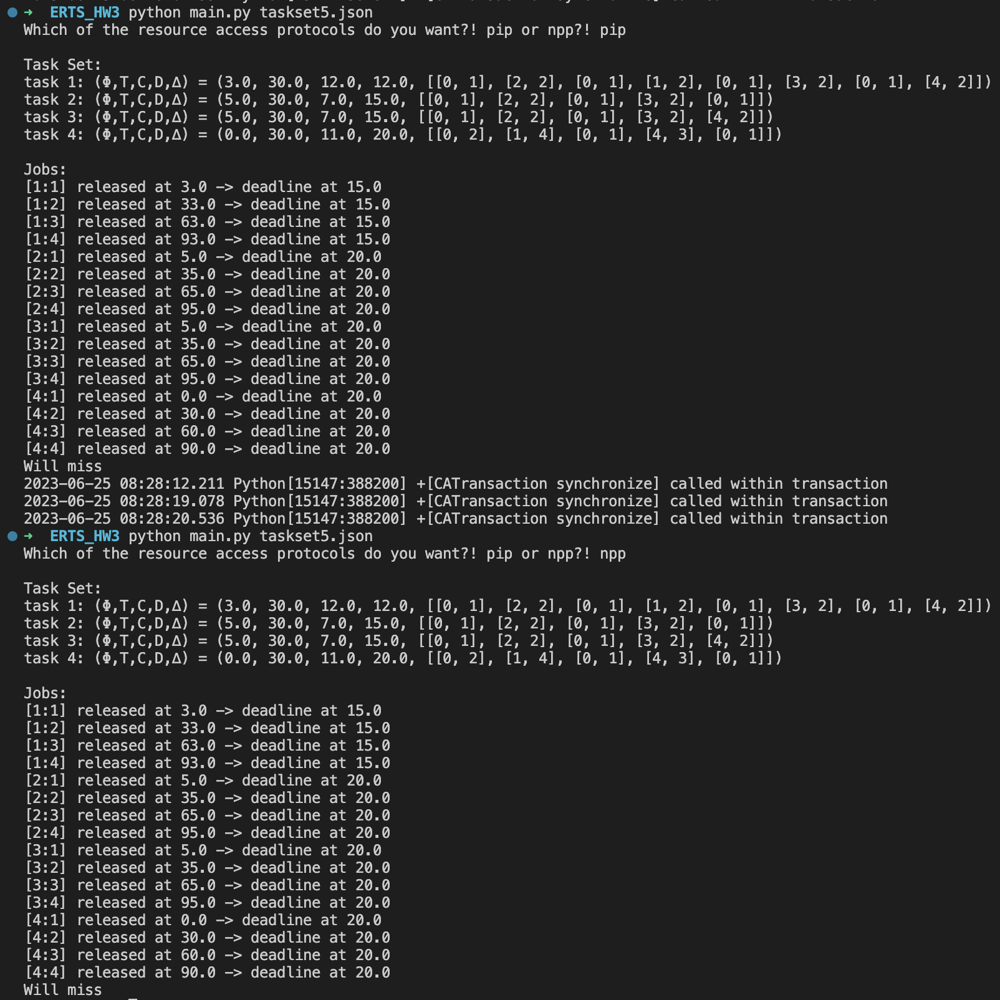 ➜ ERTS_HW3 python main.py taskset5.json
Which of the resource access protocols do you want?! pip or npp?! pip
Task Set:
task 1: (Φ,T,C,D,Δ) = (3.0, 30.0, 12.0, 12.0, [[0, 1], [2, 2], [0, 1], [1, 2], [0, 1], [3, 2], [0, 1], [4, 2]])
task 2: (Φ,T,C,D,Δ) = (5.0, 30.0, 7.0, 15.0, [[0, 1], [2, 2], [0, 1], [3, 2], [0, 1]])
task 3: (Φ,T,C,D,Δ) = (5.0, 30.0, 7.0, 15.0, [[0, 1], [2, 2], [0, 1], [3, 2], [4, 2]])
task 4: (Φ,T,C,D,Δ) = (0.0, 30.0, 11.0, 20.0, [[0, 2], [1, 4], [0, 1], [4, 3], [0, 1]])
Jobs:
[1:1] released at 3.0 -> deadline at 15.0
[1:2] released at 33.0 -> deadline at 15.0
[1:3] released at 63.0 -> deadline at 15.0
[1:4] released at 93.0 -> deadline at 15.0
[2:1] released at 5.0 -> deadline at 20.0
[2:2] released at 35.0 -> deadline at 20.0
[2:3] released at 65.0 -> deadline at 20.0
[2:4] released at 95.0 -> deadline at 20.0
[3:1] released at 5.0 -> deadline at 20.0
[3:2] released at 35.0 -> deadline at 20.0
[3:3] released at 65.0 -> deadline at 20.0
[3:4] released at 95.0 -> deadline at 20.0
[4:1] released at 0.0 -> deadline at 20.0
[4:2] released at 30.0 -> deadline at 20.0
[4:3] released at 60.0 -> deadline at 20.0
[4:4] released at 90.0 -> deadline at 20.0
Will miss
2023-06-25 08:28:12.211 Python[15147:388200] +[CATransaction synchronize] called within transaction
2023-06-25 08:28:19.078 Python[15147:388200] +[CATransaction synchronize] called within transaction
2023-06-25 08:28:20.536 Python[15147:388200] +[CATransaction synchronize] called within transaction
➜ ERTS_HW3 python main.py taskset5.json
Which of the resource access protocols do you want?! pip or npp?! npp
Task Set:
task 1: (Φ,T,C,D,Δ) = (3.0, 30.0, 12.0, 12.0, [[0, 1], [2, 2], [0, 1], [1, 2], [0, 1], [3, 2], [0, 1], [4, 2]])
task 2: (Φ,T,C,D,Δ) = (5.0, 30.0, 7.0, 15.0, [[0, 1], [2, 2], [0, 1], [3, 2], [0, 1]])
task 3: (Φ,T,C,D,Δ) = (5.0, 30.0, 7.0, 15.0, [[0, 1], [2, 2], [0, 1], [3, 2], [4, 2]])
task 4: (Φ,T,C,D,Δ) = (0.0, 30.0, 11.0, 20.0, [[0, 2], [1, 4], [0, 1], [4, 3], [0, 1]])
Jobs:
[1:1] released at 3.0 -> deadline at 15.0
[1:2] released at 33.0 -> deadline at 15.0
[1:3] released at 63.0 -> deadline at 15.0
[1:4] released at 93.0 -> deadline at 15.0
[2:1] released at 5.0 -> deadline at 20.0
[2:2] released at 35.0 -> deadline at 20.0
[2:3] released at 65.0 -> deadline at 20.0
[2:4] released at 95.0 -> deadline at 20.0
[3:1] released at 5.0 -> deadline at 20.0
[3:2] released at 35.0 -> deadline at 20.0
[3:3] released at 65.0 -> deadline at 20.0
[3:4] released at 95.0 -> deadline at 20.0
[4:1] released at 0.0 -> deadline at 20.0
[4:2] released at 30.0 -> deadline at 20.0
[4:3] released at 60.0 -> deadline at 20.0
[4:4] released at 90.0 -> deadline at 20.0
Will miss